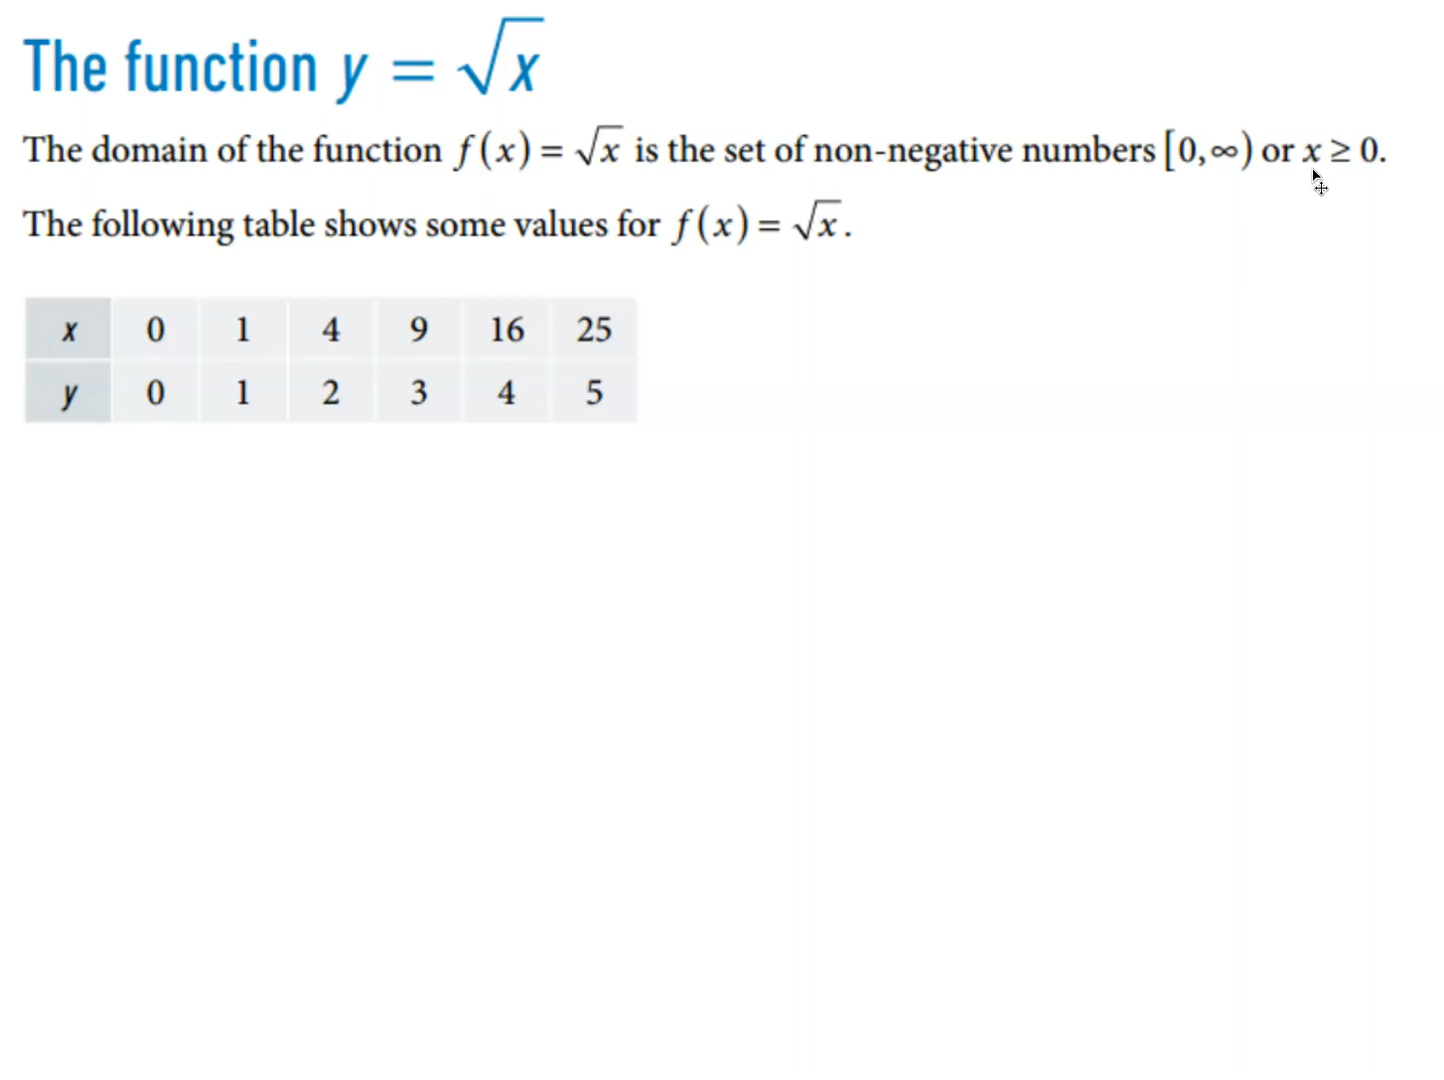 The function y = √x
The domain of the function f(x) = √x is the set of non-negative numbers [0,∞) or x ≥ 0.
The following table shows some values for f(x) = √x.
x 0 1 4 9 16 25
y 0 1 2 3 4 5